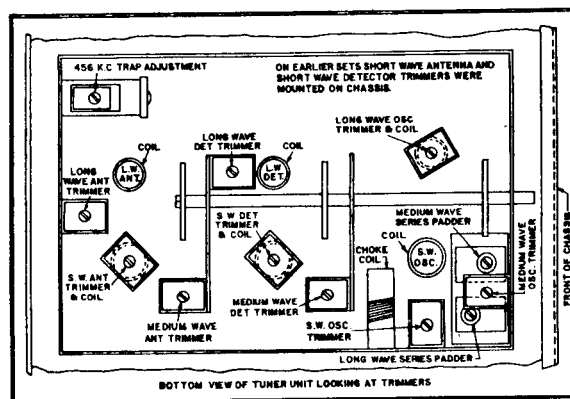 456 K.C TRAP ADJUSTMENT
ON EARLIER SETS SHORT WAVE ANTENNA AND
SHORT WAVE DETECTOR TRIMMERS WERE
MOUNTED ON CHASSIS.
LONG WAVE OSC
TRIMMER & COIL
LONG WAVE
DET TRIMMER
COIL
COIL
L.W.
ANT.
L.W.
DET.
LONG
WAVE ANT
TRIMMER
S.W DET
TRIMMER
& COIL
MEDIUM WAVE
SERIES PADDER
COIL
S.W.
OSC.
CHOKE
COIL
MEDIUM WAVE
OSC. TRIMMER
FRONT OF CHASSIS
S.W. ANT
TRIMMER
& COIL
MEDIUM WAVE
ANT TRIMMER
MEDIUM WAVE
DET TRIMMER
S.W. OSC.
TRIMMER
LONG WAVE SERIES PADDER
BOTTOM VIEW OF TUNER UNIT LOOKING AT TRIMMERS